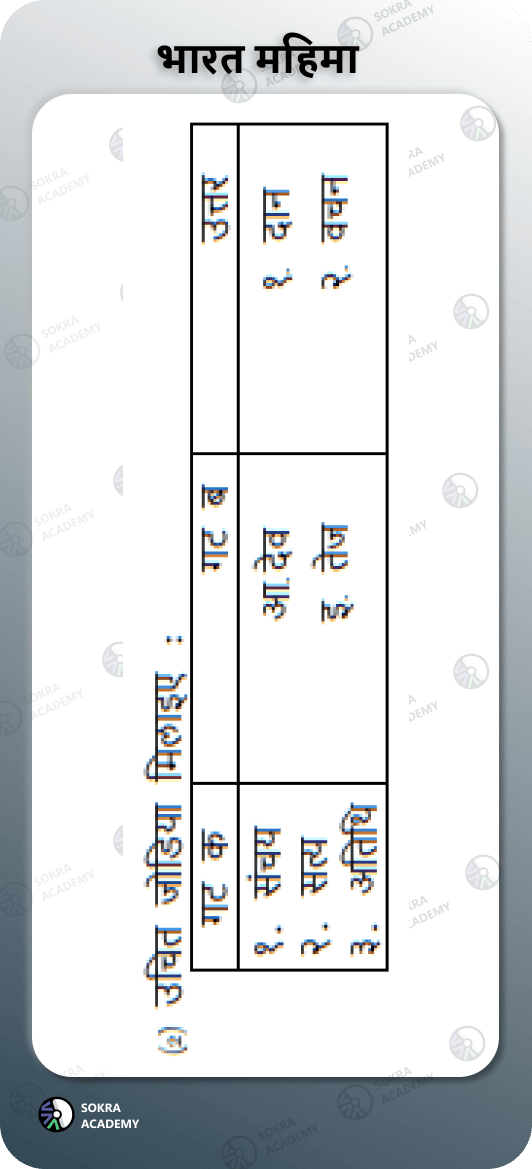 भारत महिमा
(२) उचित जोडिया मिलाइए :
गट क गट ब उत्तर
१. संचय आ. देव १. दान
२. सत्य इ. तेज २. वचन
३. अतिथि
SOKRA
ACADEMY